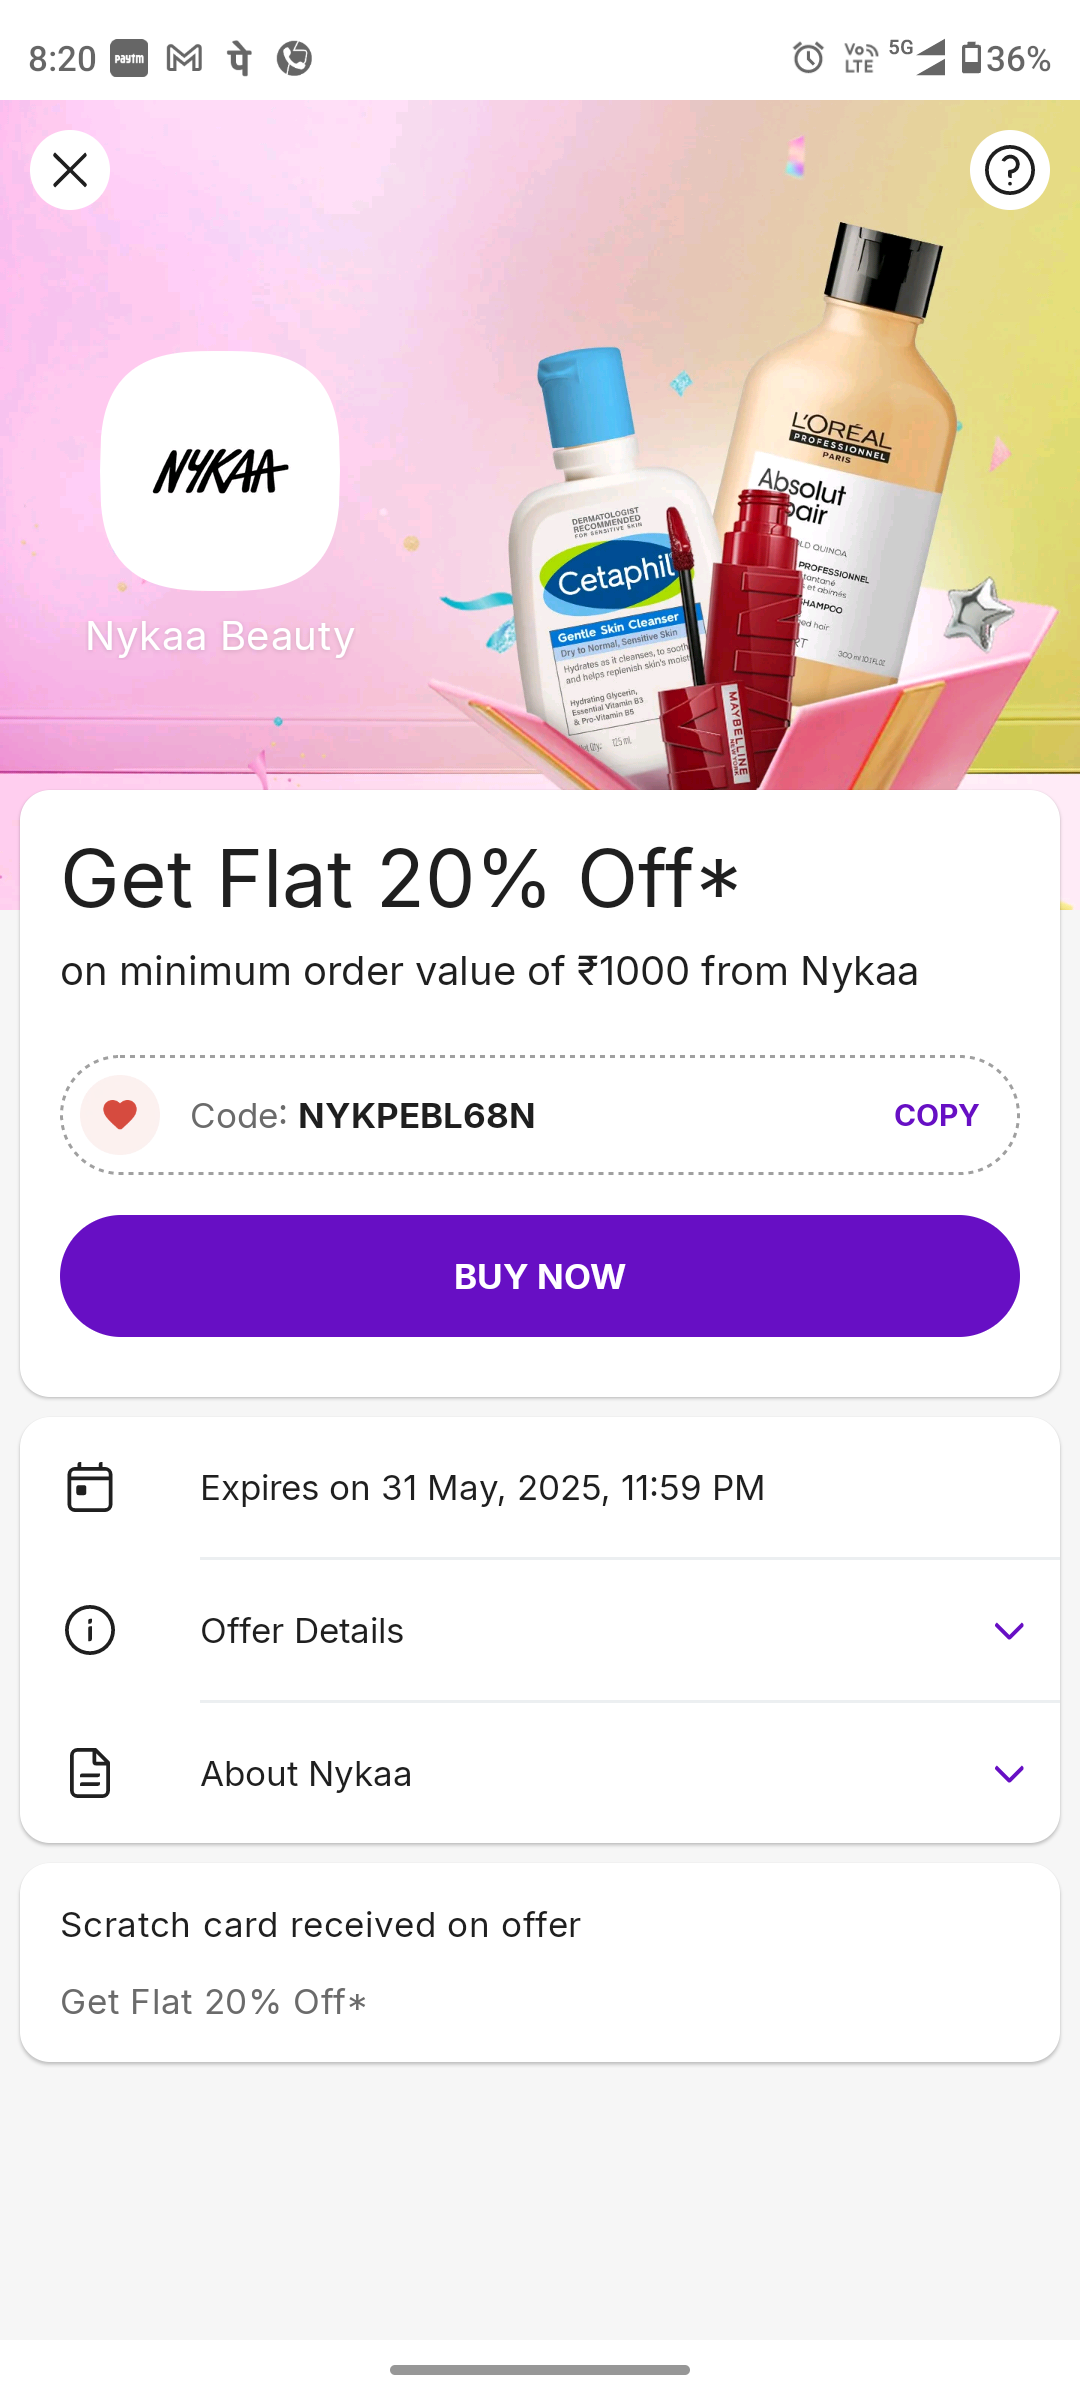 8:20 paytm पे Vo LTE 5G 36%
NYKAA
Nykaa Beauty
L'ORÉAL
PROFESSIONNEL
PARIS
Absolut
pair
LD QUINOA
PROFESSIONNEL
SHAMPOO
300 ml 10.1 FL.OZ
DERMATOLOGIST
RECOMMENDED
FOR SENSITIVE SKIN
Cetaphil
Gentle Skin Cleanser
Dry to Normal, Sensitive Skin
Hydrates as it cleanses, to sooth
and helps replenish skin's moist
Hydrating Glycerin,
Essential Vitamin B3
& Pro-Vitamin B5
125 mL
MAYBELLINE
NEW YORK
Get Flat 20% Off*
on minimum order value of ₹1000 from Nykaa
Code: NYKPEBL68N COPY
BUY NOW
Expires on 31 May, 2025, 11:59 PM
Offer Details
About Nykaa
Scratch card received on offer
Get Flat 20% Off*